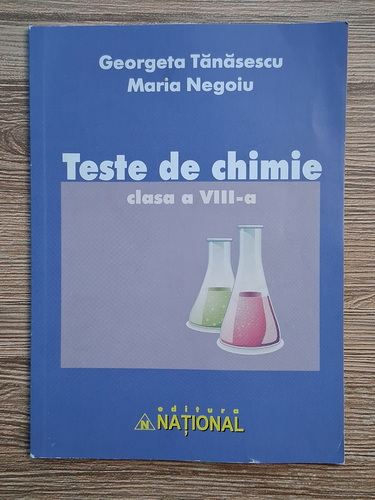 Georgeta Tănăsescu
Maria Negoiu
Teste de chimie
clasa a VIII-a
editura
N NAȚIONAL